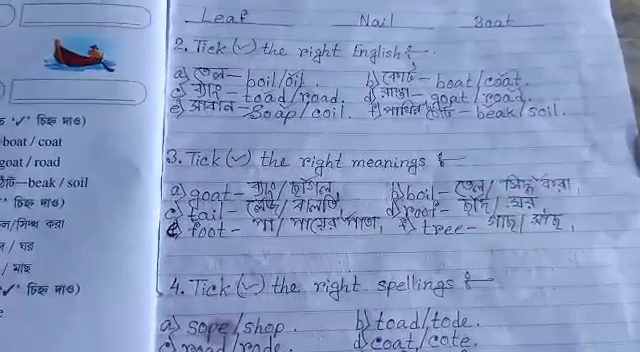 Leaf Nail Boat
2. Tick (✓) the right English :-
a) তেল — boil/oil. b) কোট — boat/coat.
c) ব্যাঙ — toad/road. d) রাস্তা — goat/road.
e) সাবান — soap/coil. f) পাখির ঠোঁট — beak/soil.
3. Tick (✓) the right meanings :-
a) goat — ব্যাঙ/ছাগল, b) boil — তেল/সিদ্ধ করা,
c) tail — লেজ/বালতি, d) roof — ছাদ/ঘর,
e) foot — পা/পায়ের পাতা, f) tree — গাছ/মাছ,
4. Tick (✓) the right spellings :-
a) sope/shop. b) toad/tode.
c) road/rode. d) coat/cote.
'✓' চিহ্ন দাও)
boat / coat
goat / road
ঠোঁট—beak / soil
চিহ্ন দাও)
সিদ্ধ করা
/ ঘর
/ মাছ
'✓' চিহ্ন দাও)